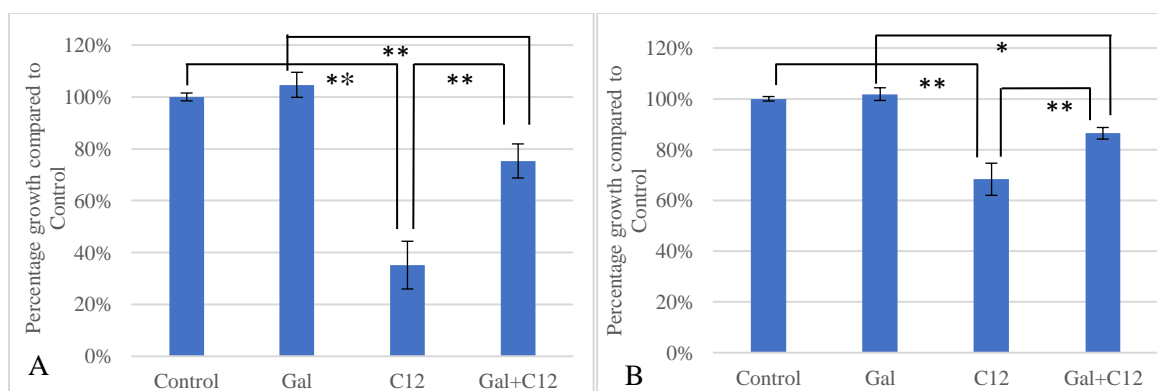 Percentage growth compared to
Control
120%
100%
80%
60%
40%
20%
0%
**
** **
Control Gal C12 Gal+C12
A
Percentage growth compared to
Control
120%
100%
80%
60%
40%
20%
0%
*
**
**
Control Gal C12 Gal+C12
B